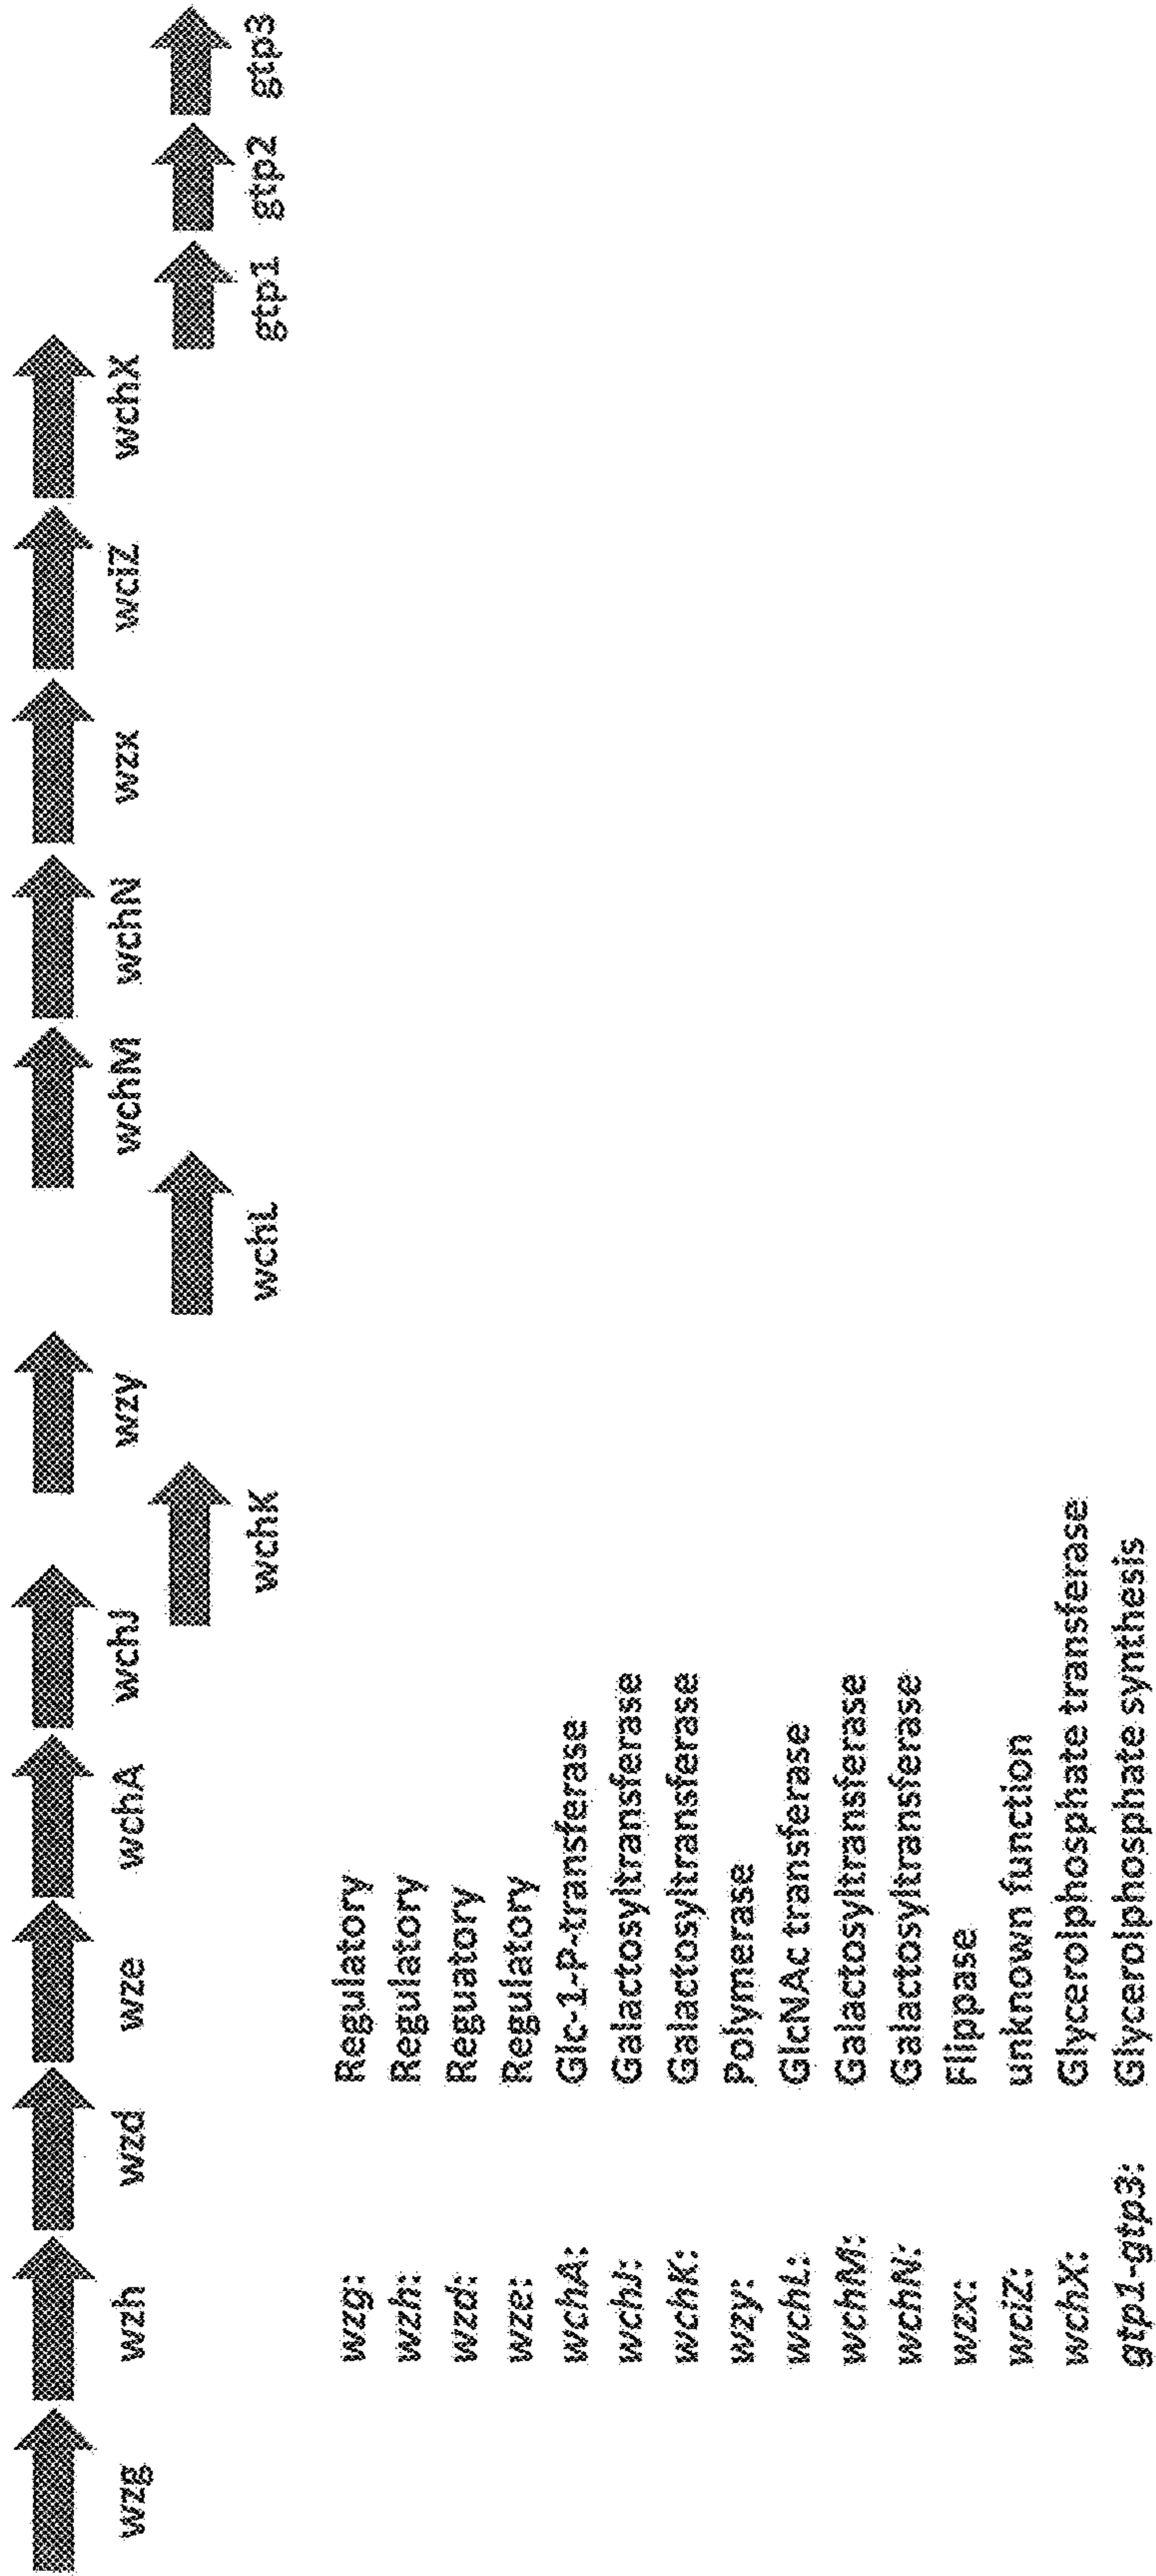 wzg wzh wzd wze wchA wchJ wzy wchM wchN wzx wciZ wchX
wchK wchL gtp1 gtp2 gtp3
wzg: Regulatory
wzh: Regulatory
wzd: Reguatory
wze: Regulatory
wchA: Glc-1-P-transferase
wchJ: Galactosyltransferase
wchK: Galactosyltransferase
wzy: Polymerase
wchL: GlcNAc transferase
wchM: Galactosyltransferase
wchN: Galactosyltransferase
wzx: Flippase
wciZ: unknown function
wchX: Glycerolphosphate transferase
gtp1-gtp3: Glycerolphosphate synthesis